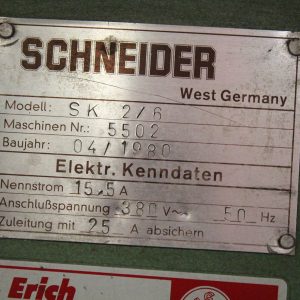 SCHNEIDER
West Germany
Modell: SK 2/6
Maschinen Nr.: 5502
Baujahr: 04/1980
Elektr. Kenndaten
Nennstrom 15,5 A
Anschlußspannung 380 V~ 50 Hz
Zuleitung mit 25 A absichern
Erich